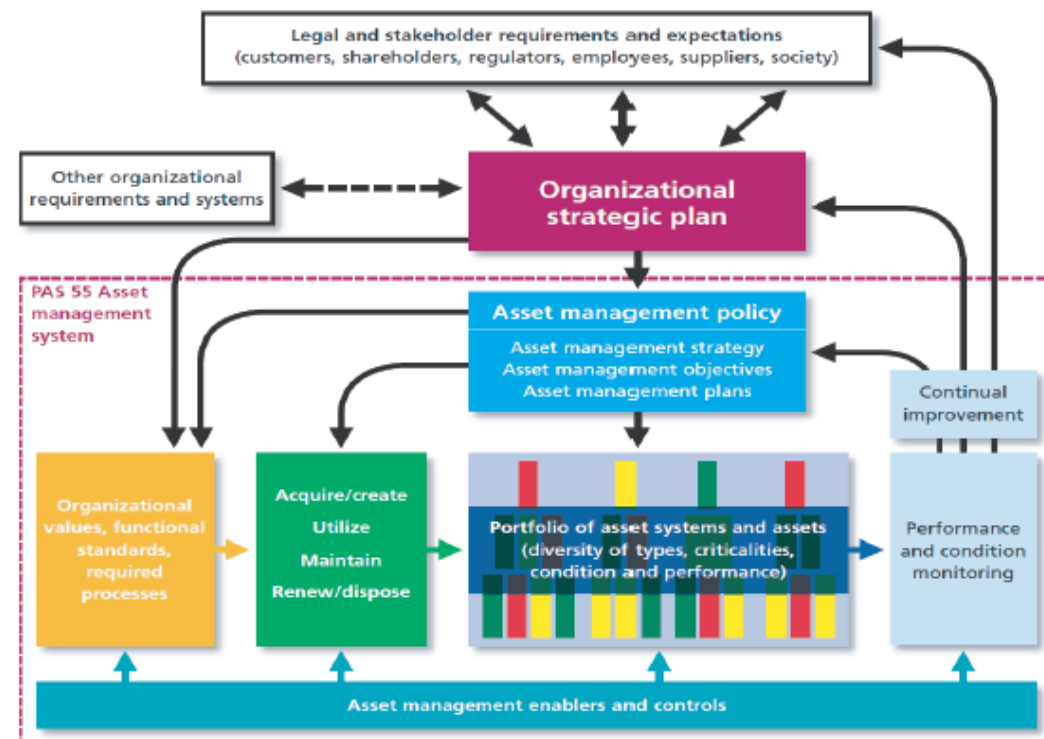 Legal and stakeholder requirements and expectations
(customers, shareholders, regulators, employees, suppliers, society)
Other organizational
requirements and systems
Organizational
strategic plan
PAS 55 Asset
management
system
Asset management policy
Asset management strategy
Asset management objectives
Asset management plans
Continual
improvement
Organizational
values, functional
standards,
required
processes
Acquire/create
Utilize
Maintain
Renew/dispose
Portfolio of asset systems and assets
(diversity of types, criticalities,
condition and performance)
Performance
and condition
monitoring
Asset management enablers and controls